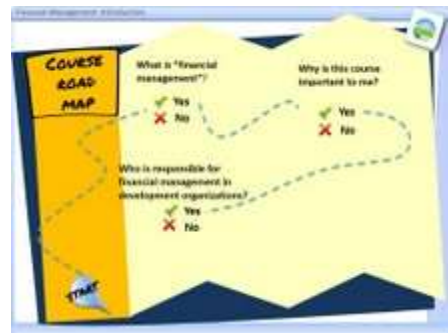 Financial Management: Introduction
COURSE
ROAD
MAP
What is "financial
management"?
Yes
No
Why is this course
important to me?
Yes
No
Who is responsible for
financial management in
development organizations?
Yes
No
START